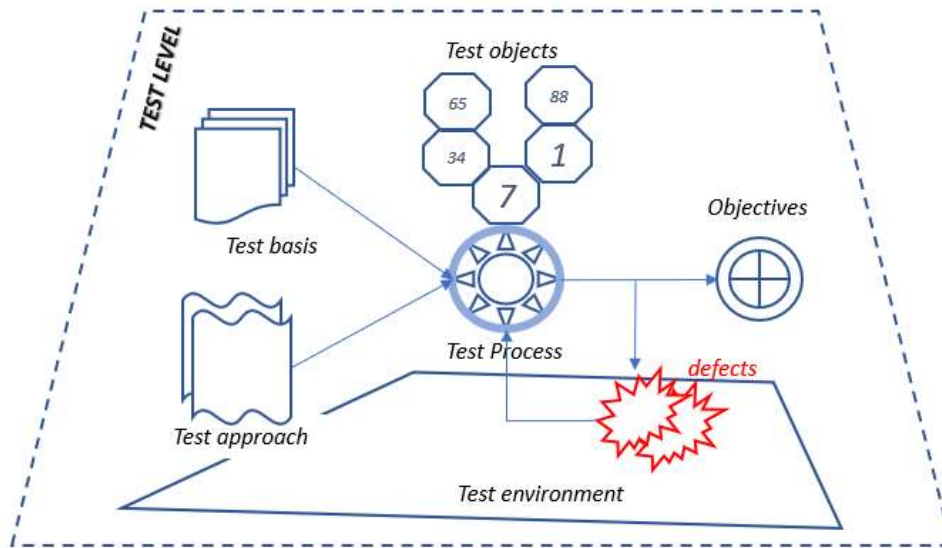 TEST LEVEL
Test objects
65
88
34
1
7
Objectives
Test basis
Test Process
defects
Test approach
Test environment